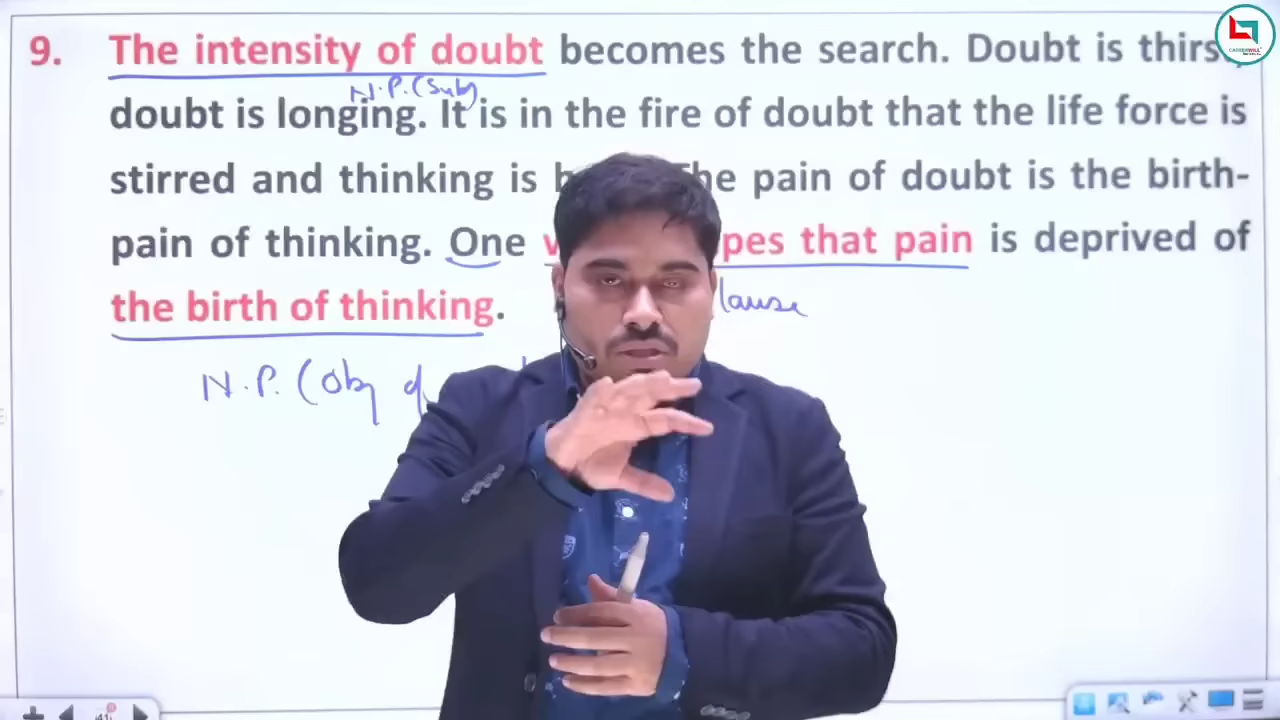 9. The intensity of doubt becomes the search. Doubt is thirst,
N.P. (Sub)
doubt is longing. It is in the fire of doubt that the life force is
stirred and thinking is The pain of doubt is the birth-
pain of thinking. One that pain is deprived of
the birth of thinking.
N.P. (Obj of
CAREERWILL